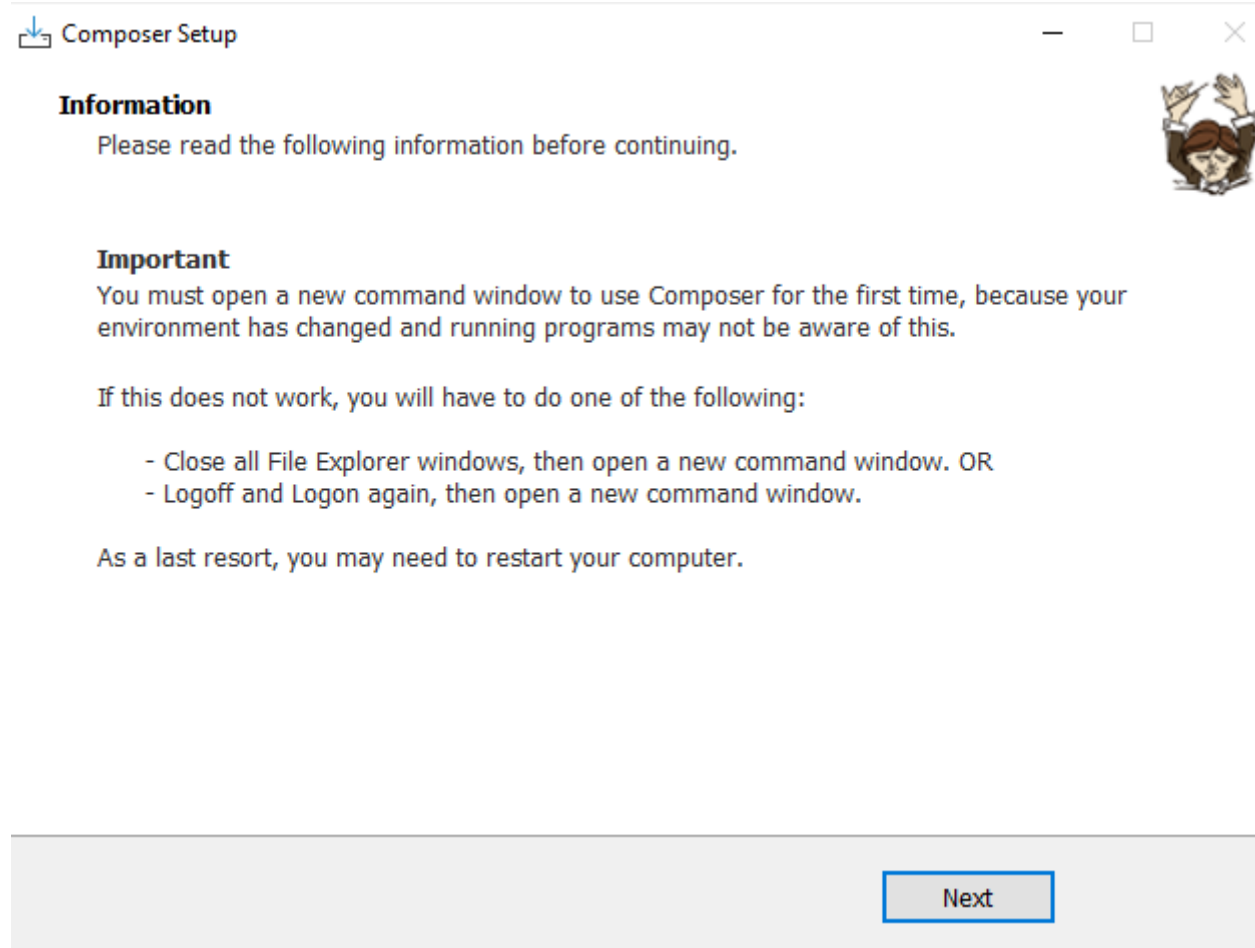 Composer Setup
Information
Please read the following information before continuing.
Important
You must open a new command window to use Composer for the first time, because your
environment has changed and running programs may not be aware of this.
If this does not work, you will have to do one of the following:
- Close all File Explorer windows, then open a new command window. OR
- Logoff and Logon again, then open a new command window.
As a last resort, you may need to restart your computer.
Next